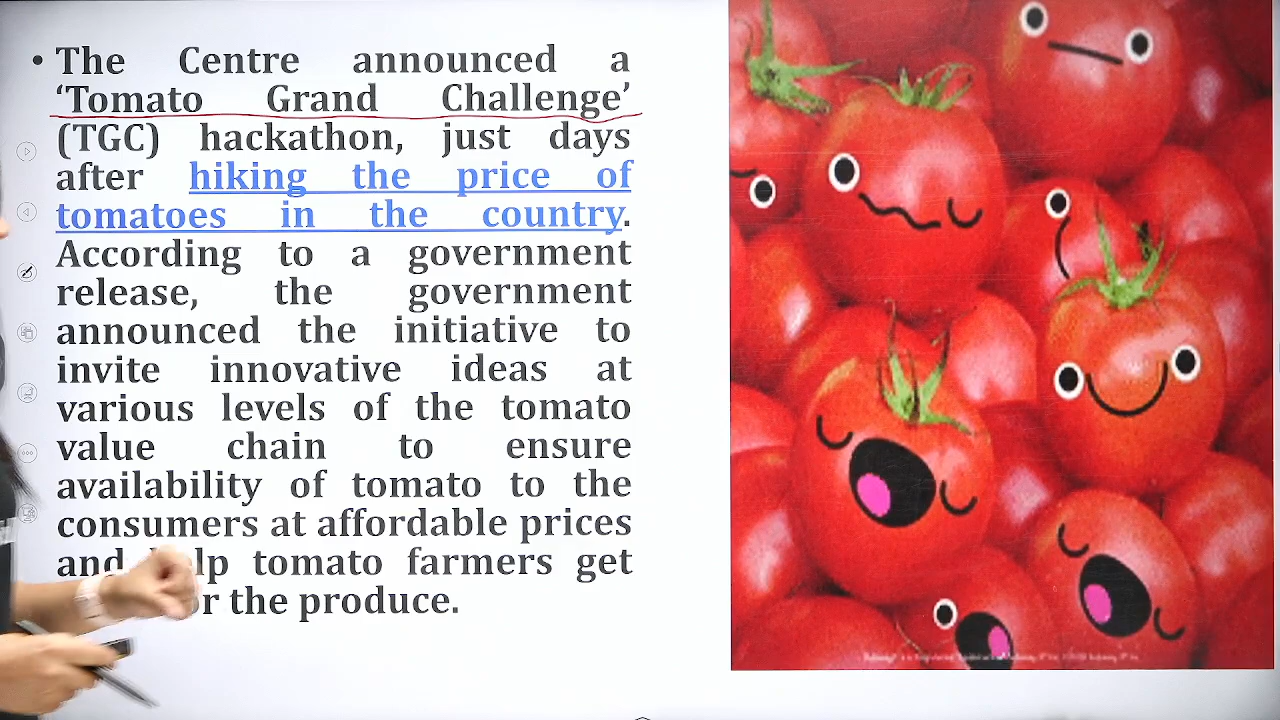 • The Centre announced a
‘Tomato Grand Challenge’
(TGC) hackathon, just days
after hiking the price of
tomatoes in the country.
According to a government
release, the government
announced the initiative to
invite innovative ideas at
various levels of the tomato
value chain to ensure
availability of tomato to the
consumers at affordable prices
and tomato farmers get
the produce.